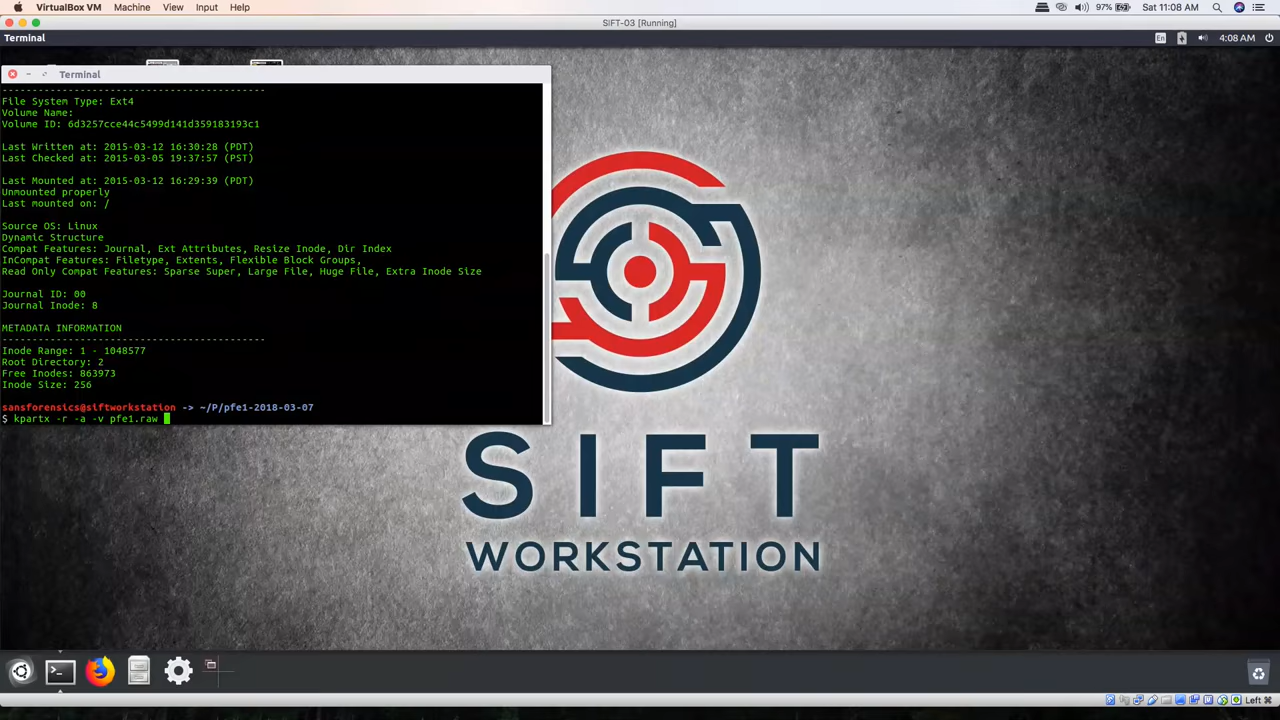 VirtualBox VM Machine View Input Help 97% Sat 11:08 AM
SIFT-03 [Running]
Terminal En 4:08 AM
Terminal
--------------------------------------------
File System Type: Ext4
Volume Name:
Volume ID: 6d3257cce44c5499d141d359183193c1
Last Written at: 2015-03-12 16:30:28 (PDT)
Last Checked at: 2015-03-05 19:37:57 (PST)
Last Mounted at: 2015-03-12 16:29:39 (PDT)
Unmounted properly
Last mounted on: /
Source OS: Linux
Dynamic Structure
Compat Features: Journal, Ext Attributes, Resize Inode, Dir Index
InCompat Features: Filetype, Extents, Flexible Block Groups,
Read Only Compat Features: Sparse Super, Large File, Huge File, Extra Inode Size
Journal ID: 00
Journal Inode: 8
METADATA INFORMATION
--------------------------------------------
Inode Range: 1 - 1048577
Root Directory: 2
Free Inodes: 863973
Inode Size: 256
sansforensics@siftworkstation -> ~/P/pfe1-2018-03-07
$ kpartx -r -a -v pfe1.raw
SIFT
WORKSTATION
Left ⌘